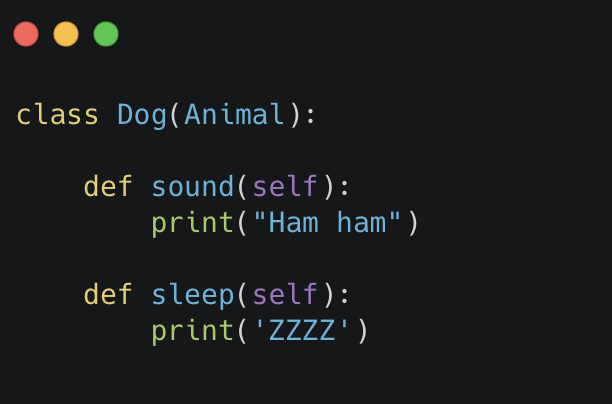 class Dog(Animal):
    def sound(self):
        print("Ham ham")
    def sleep(self):
        print('ZZZZ')